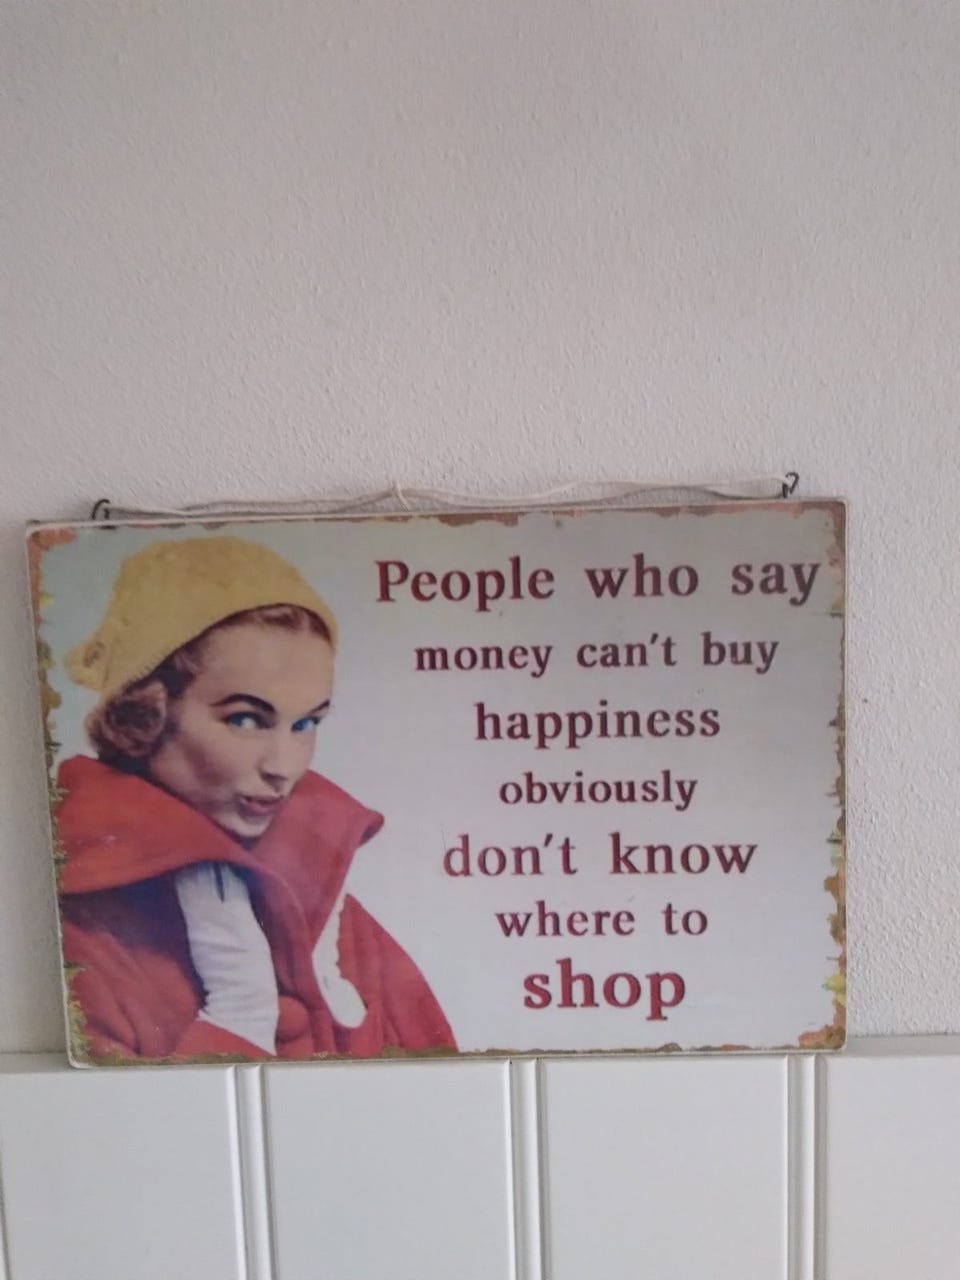 People who say
money can't buy
happiness
obviously
don't know
where to
shop